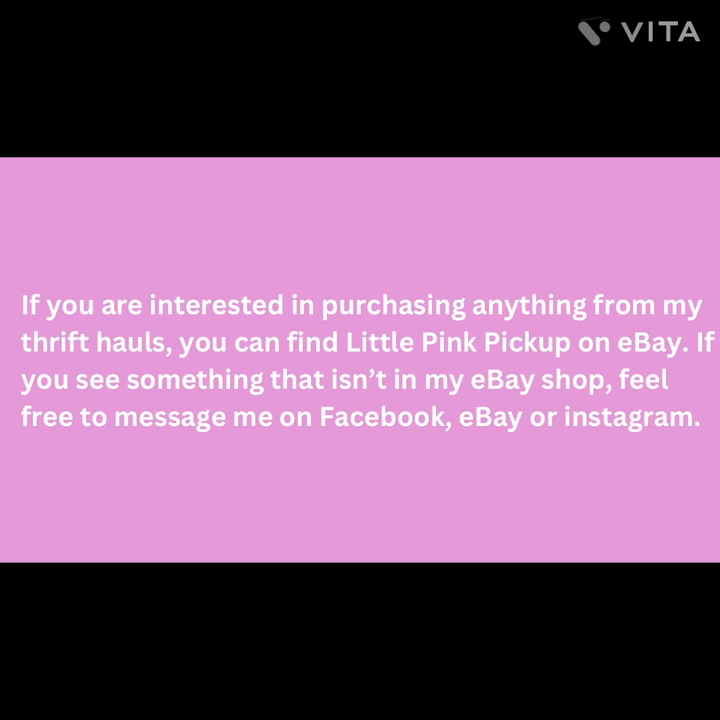 VITA
If you are interested in purchasing anything from my
thrift hauls, you can find Little Pink Pickup on eBay. If
you see something that isn’t in my eBay shop, feel
free to message me on Facebook, eBay or instagram.